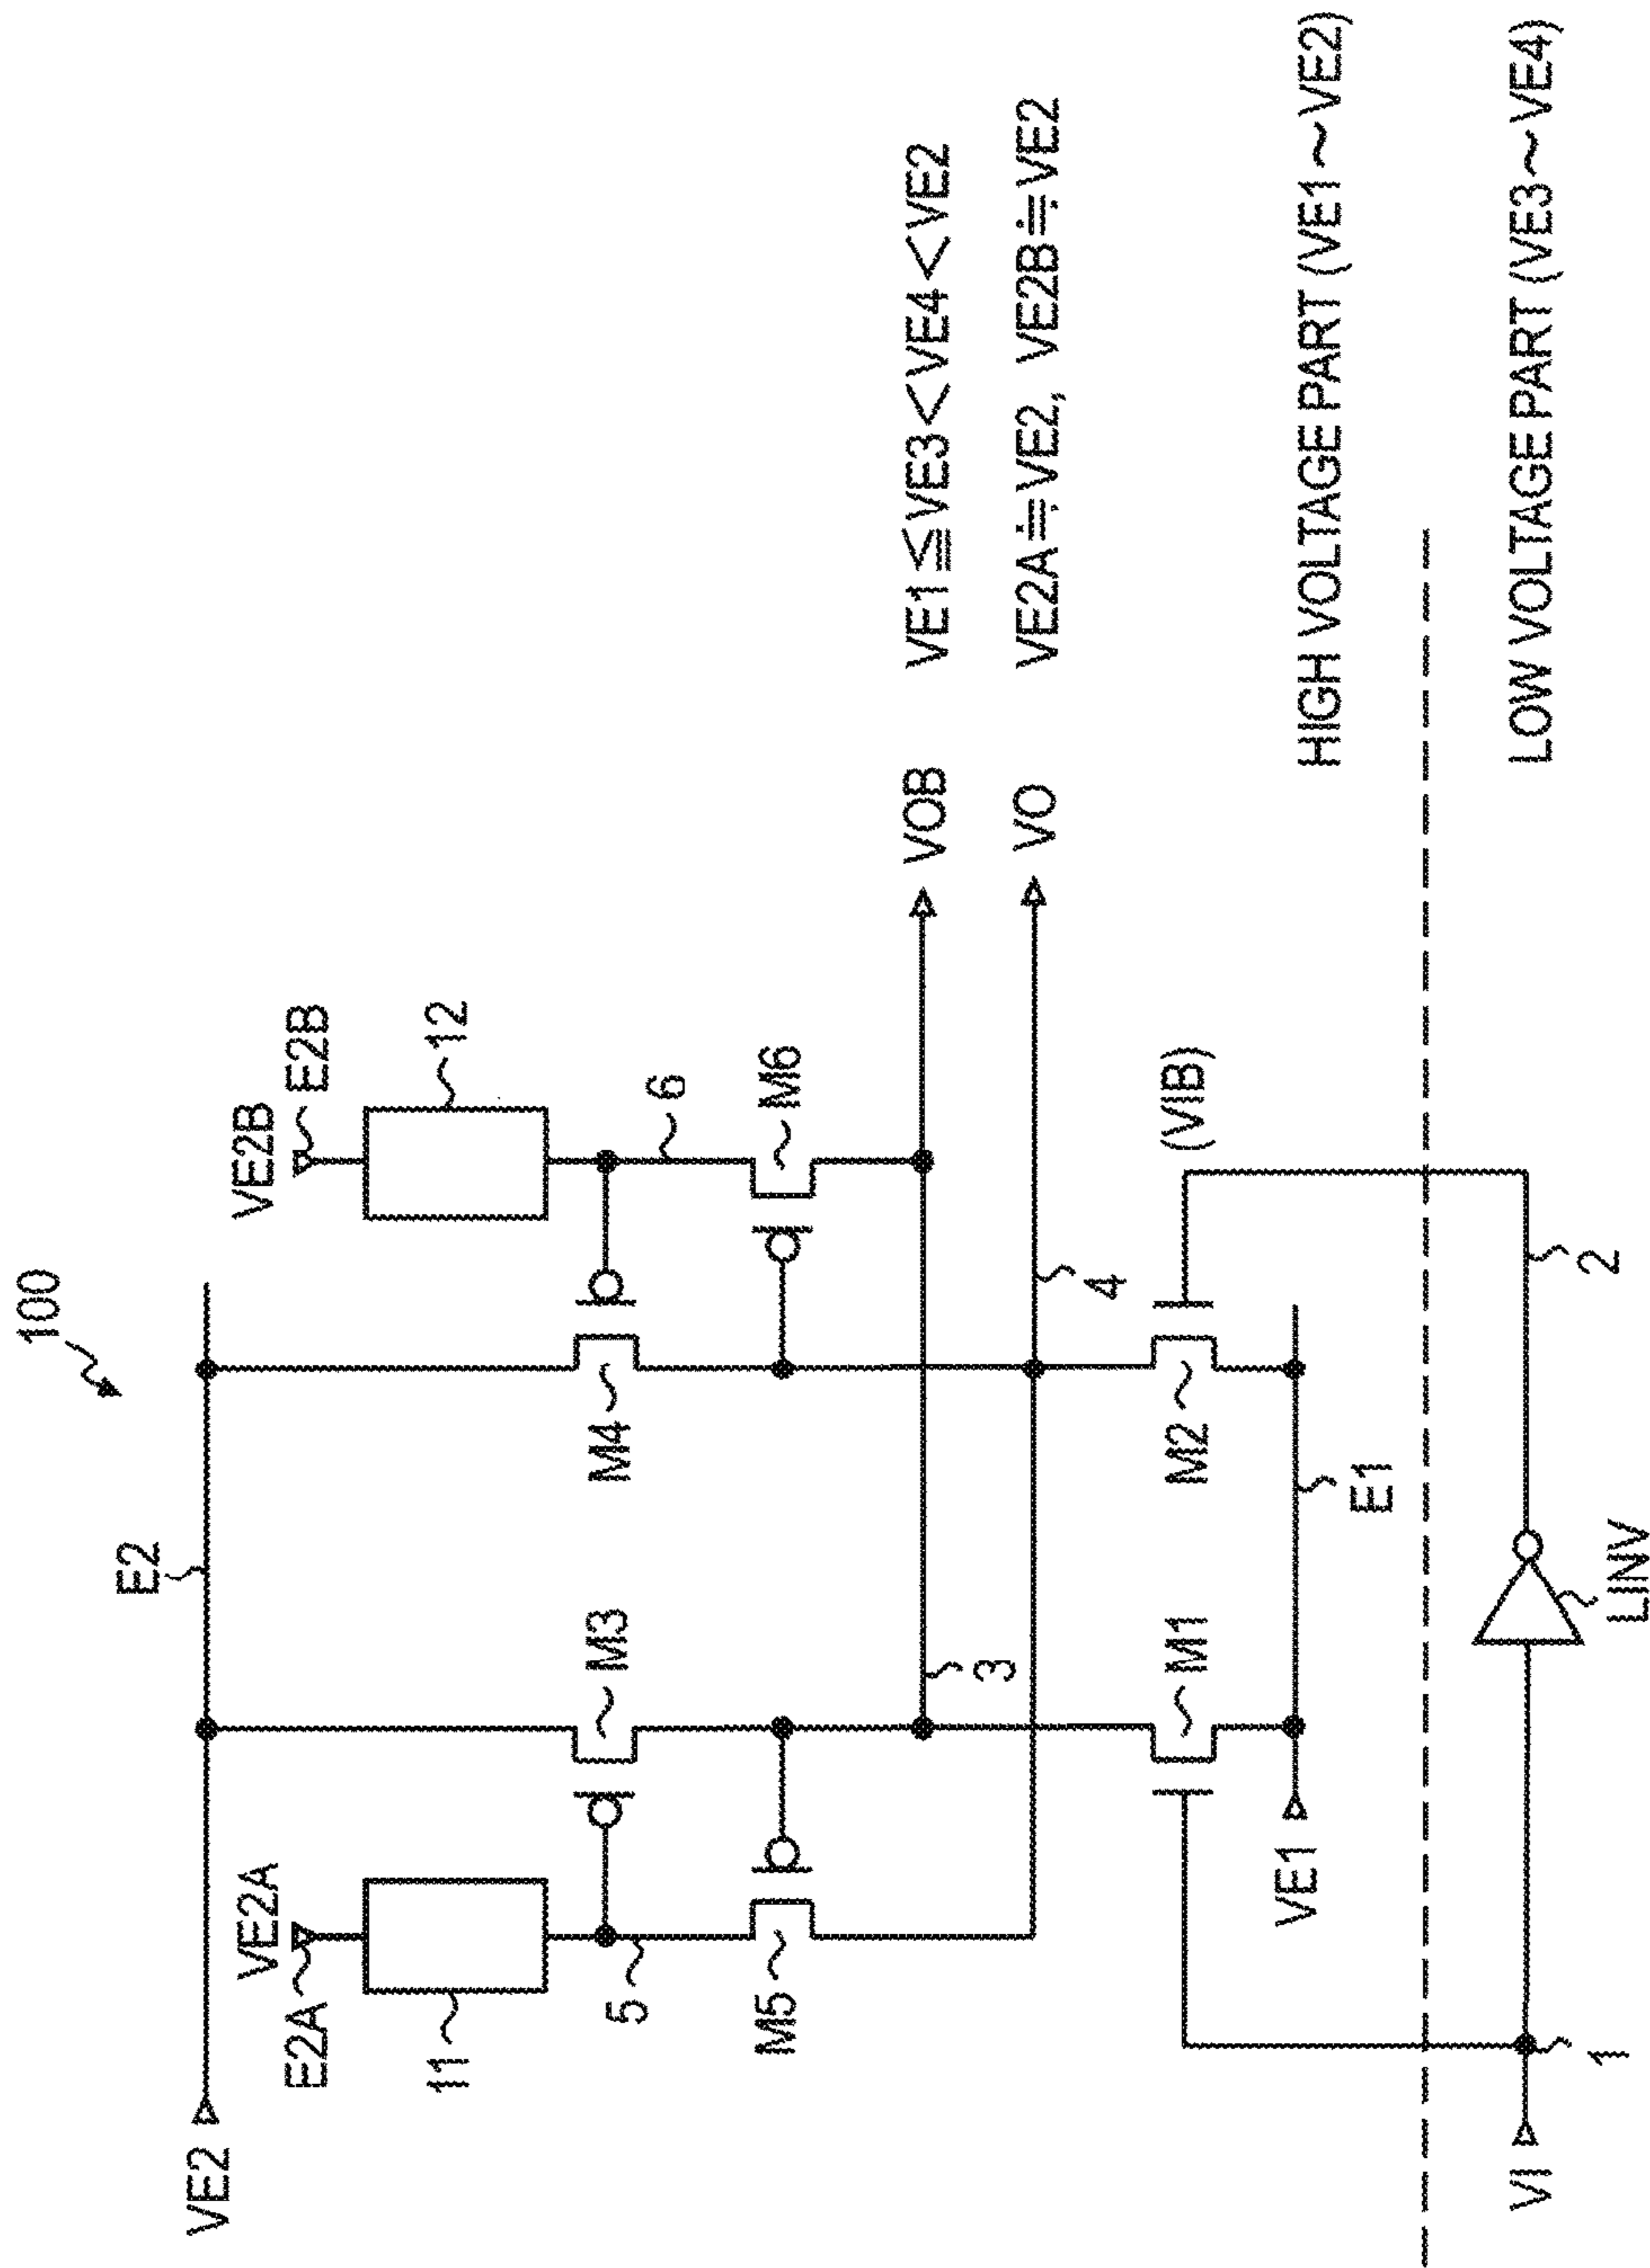 100
E2
VE2
VE2A
E2A
VE2B
E2B
11
12
M3
M4
5
6
M5
M6
3
VOB
VE1≦VE3<VE4<VE2
4
VO
VE2A≒VE2, VE2B≒VE2
M1
M2
(VIB)
VE1
E1
HIGH VOLTAGE PART (VE1~VE2)
VI
1
LINV
2
LOW VOLTAGE PART (VE3~VE4)